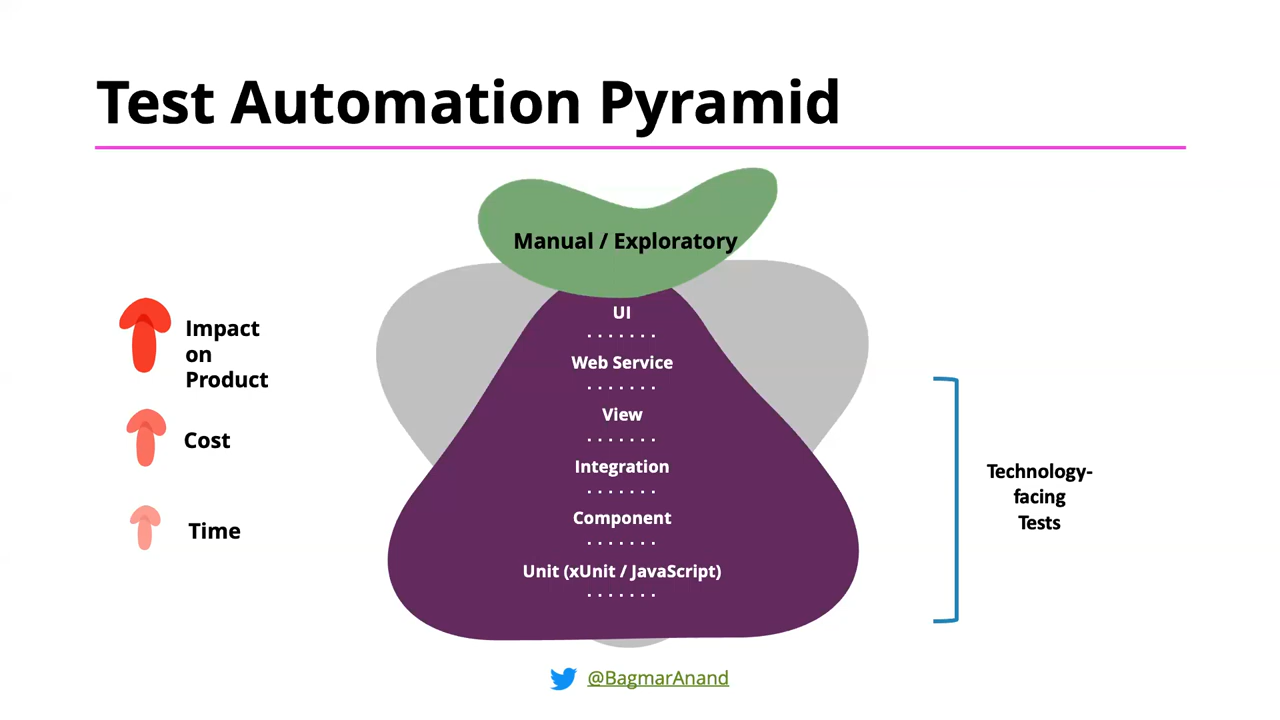 Test Automation Pyramid
Manual / Exploratory
UI
Web Service
View
Integration
Component
Unit (xUnit / JavaScript)
Impact
on
Product
Cost
Time
Technology-
facing
Tests
@BagmarAnand